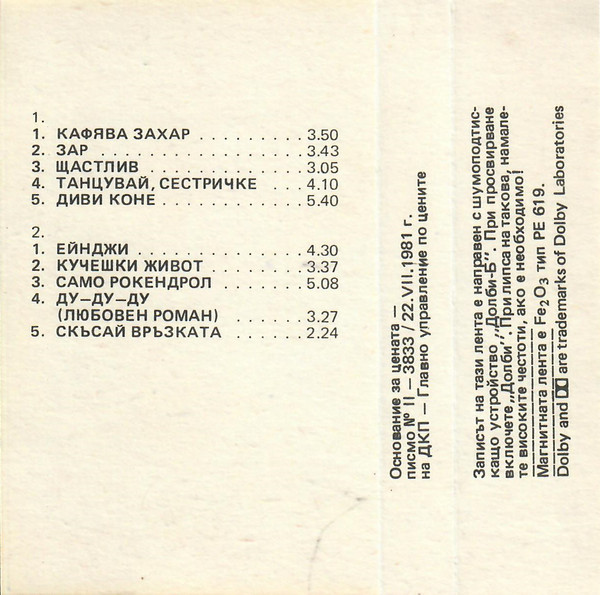 1.
1. КАФЯВА ЗАХАР . . . . . . . . . 3.50
2. ЗАР . . . . . . . . . . . . . . . . . . 3.43
3. ЩАСТЛИВ . . . . . . . . . . . . . 3.05
4. ТАНЦУВАЙ, СЕСТРИЧКЕ . . . . 4.10
5. ДИВИ КОНЕ . . . . . . . . . . . . 5.40
2.
1. ЕЙНДЖИ . . . . . . . . . . . . . . 4.30
2. КУЧЕШКИ ЖИВОТ . . . . . . . . 3.37
3. САМО РОКЕНДРОЛ . . . . . . . 5.08
4. ДУ—ДУ—ДУ
(ЛЮБОВЕН РОМАН) . . . . . . . 3.27
5. СКЪСАЙ ВРЪЗКАТА . . . . . . 2.24
Основание за цената —
писмо № II — 3833 / 22.VII.1981 г.
на ДКП — Главно управление по цените
Записът на тази лента е направен с шумоподтис-
кащо устройство „Долби-Б". При просвирване
включете „Долби". При липса на такова, намале-
те високите честоти, ако е необходимо!
Магнитната лента е Fe2O3 тип PE 619.
Dolby and are trademarks of Dolby Laboratories